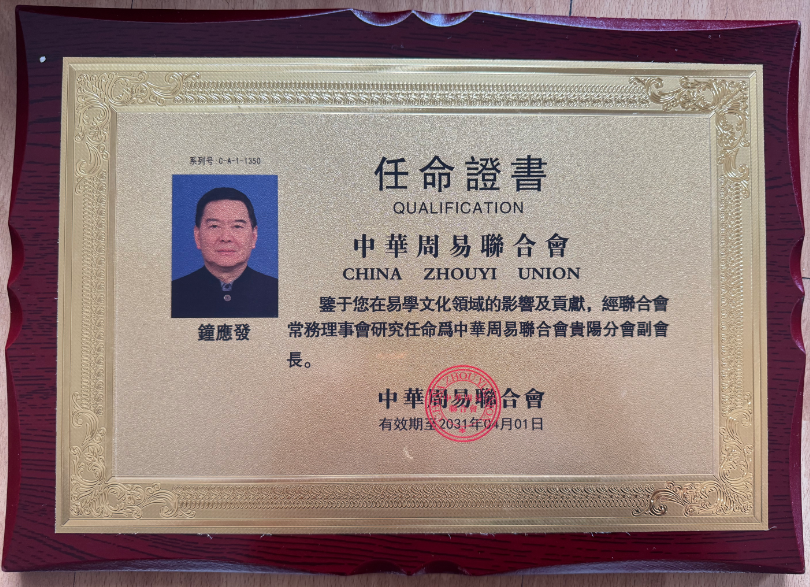 系列号:C-A-1-1350
任命證書
QUALIFICATION
中華周易聯合會
CHINA ZHOUYI UNION
鐘應發
鑒于您在易學文化領域的影響及貢獻，經聯合會
常務理事會研究任命爲中華周易聯合會貴陽分會副會
長。
中華周易聯合會
有效期至2031年04月01日